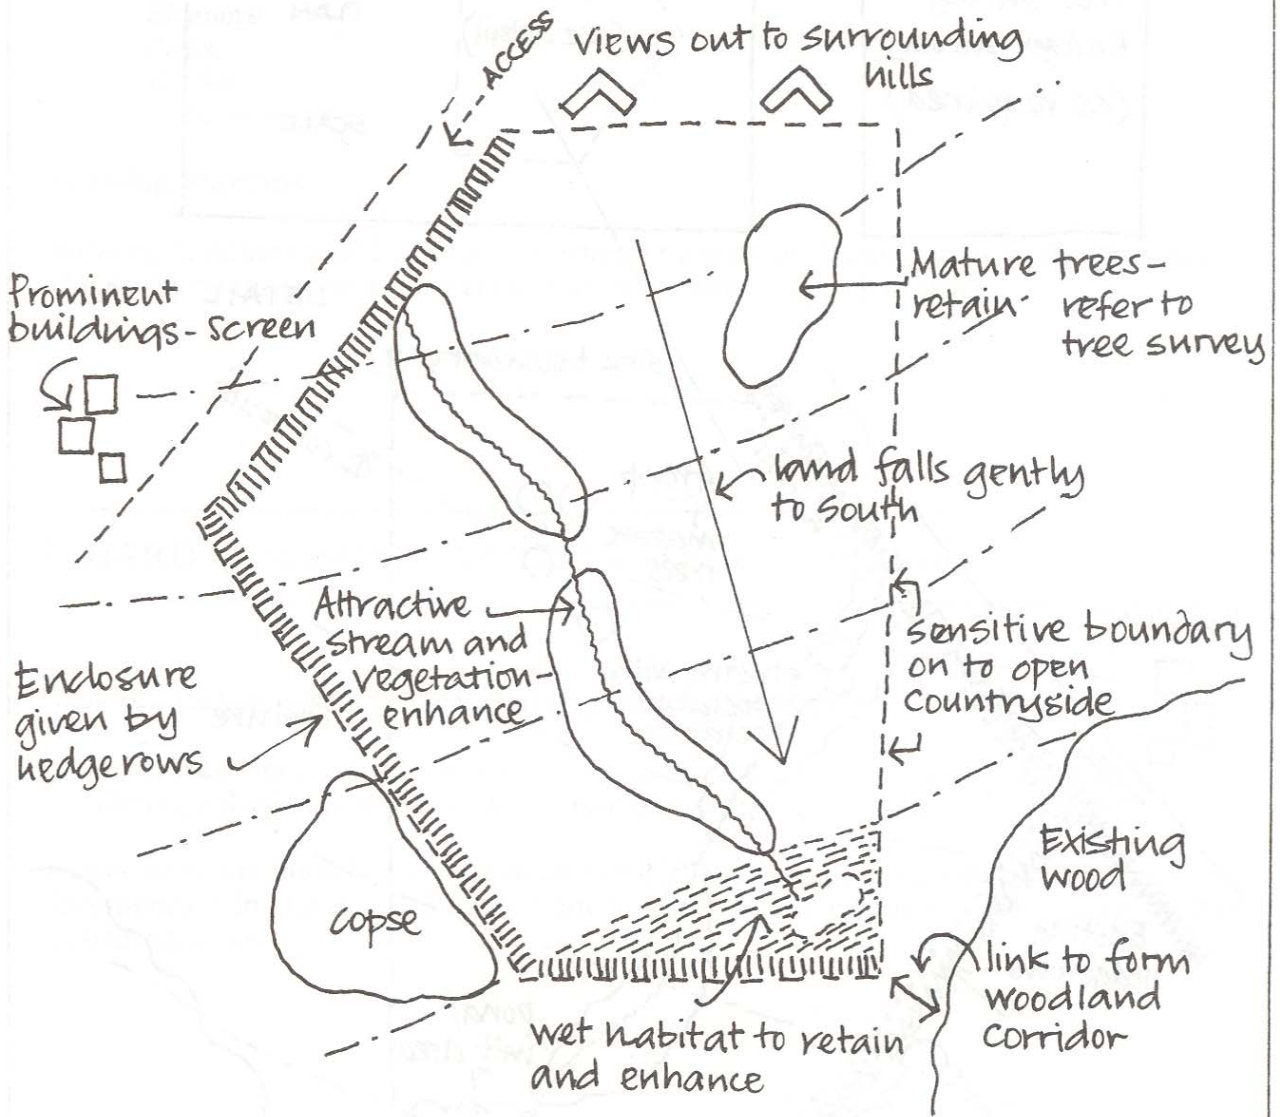 ACCESS
Views out to surrounding
hills
Mature trees-
retain- refer to
tree survey
Prominent
buildings - screen
land falls gently
to south
Attractive
stream and
vegetation-
enhance
sensitive boundary
on to open
countryside
Enclosure
given by
hedgerows
Existing
wood
copse
link to form
woodland
corridor
wet habitat to retain
and enhance